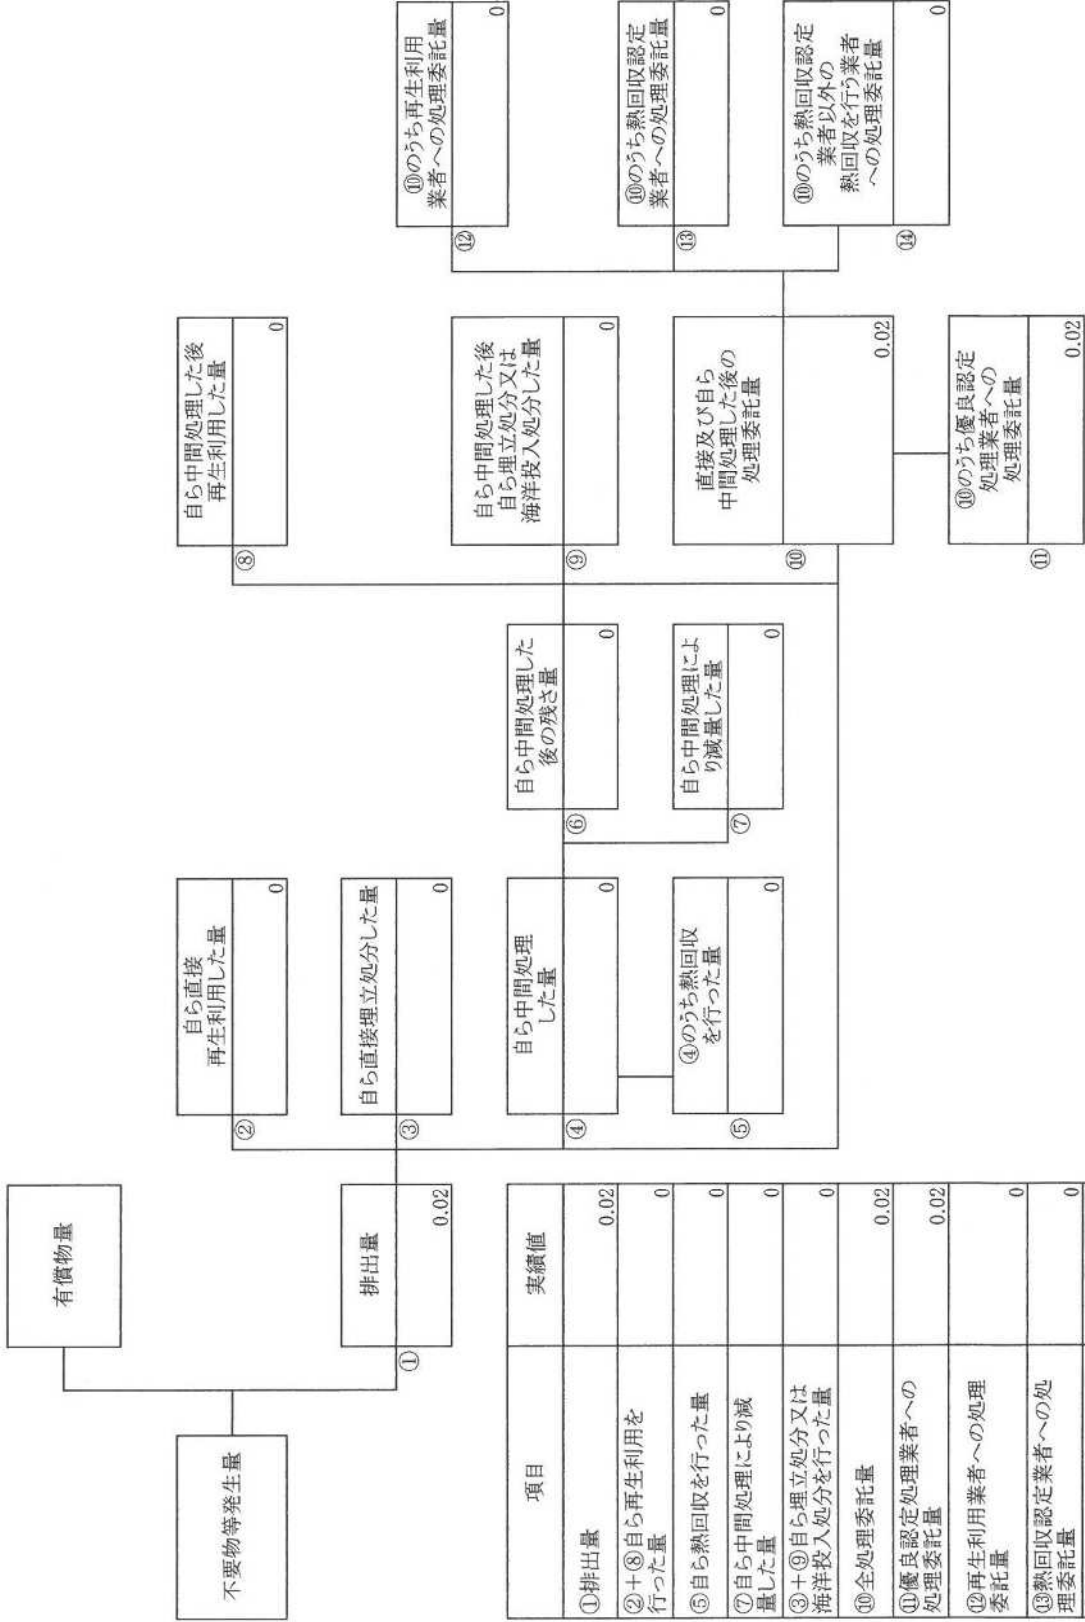 不要物等発生量
有償物量
排出量
①
0.02
自ら直接
再生利用した量
②
0
自ら直接埋立処分した量
③
0
自ら中間処理
した量
④
0
④のうち熱回収
を行った量
⑤
0
自ら中間処理した
後の残さ量
⑥
0
自ら中間処理によ
り減量した量
⑦
0
自ら中間処理した後
再生利用した量
⑧
0
自ら中間処理した後
自ら埋立処分又は
海洋投入処分した量
⑨
0
直接及び自ら
中間処理した後の
処理委託量
⑩
0.02
⑩のうち優良認定
処理業者への
処理委託量
⑪
0.02
⑩のうち再生利用
業者への処理委託量
⑫
0
⑩のうち熱回収認定
業者への処理委託量
⑬
0
⑩のうち熱回収認定
業者以外の
熱回収を行う業者
への処理委託量
⑭
0
項目 実績値
①排出量 0.02
②+⑧自ら再生利用を
行った量 0
⑤自ら熱回収を行った量 0
⑦自ら中間処理により減
量した量 0
③+⑨自ら埋立処分又は
海洋投入処分を行った量 0
⑩全処理委託量 0.02
⑪優良認定処理業者への
処理委託量 0.02
⑫再生利用業者への処理
委託量 0
⑬熱回収認定業者への処
理委託量 0